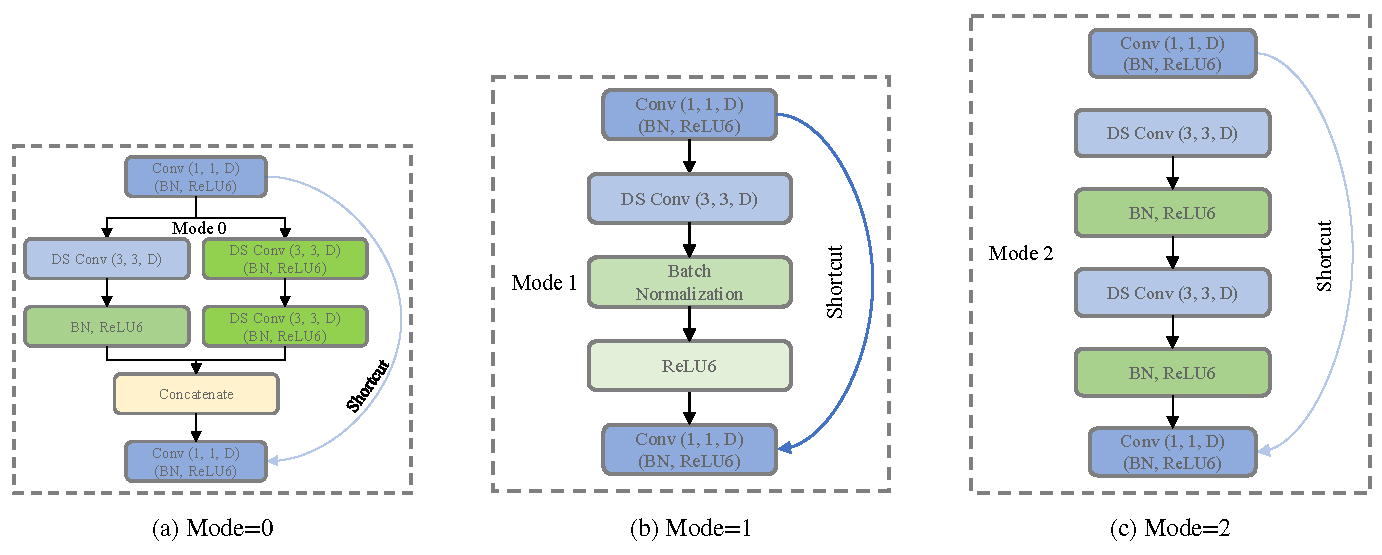 Conv (1, 1, D)
(BN, ReLU6)
Mode 0
DS Conv (3, 3, D)
DS Conv (3, 3, D)
(BN, ReLU6)
BN, ReLU6
DS Conv (3, 3, D)
(BN, ReLU6)
Concatenate
Shortcut
Conv (1, 1, D)
(BN, ReLU6)
(a) Mode=0
Conv (1, 1, D)
(BN, ReLU6)
DS Conv (3, 3, D)
Mode 1
Batch
Normalization
Shortcut
ReLU6
Conv (1, 1, D)
(BN, ReLU6)
(b) Mode=1
Conv (1, 1, D)
(BN, ReLU6)
DS Conv (3, 3, D)
BN, ReLU6
Mode 2
Shortcut
DS Conv (3, 3, D)
BN, ReLU6
Conv (1, 1, D)
(BN, ReLU6)
(c) Mode=2